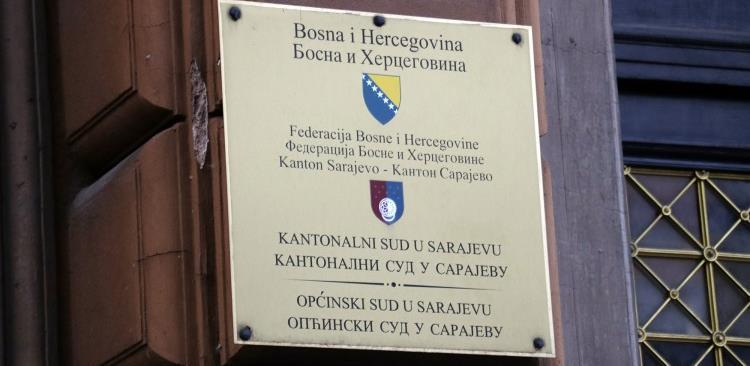 Bosna i Hercegovina
Босна и Херцеговина
Federacija Bosne i Hercegovine
Федерација Босне и Херцеговине
Kanton Sarajevo - Кантон Сарајево
KANTONALNI SUD U SARAJEVU
КАНТОНАЛНИ СУД У САРАЈЕВУ
OPĆINSKI SUD U SARAJEVU
ОПЋИНСКИ СУД У САРАЈЕВУ